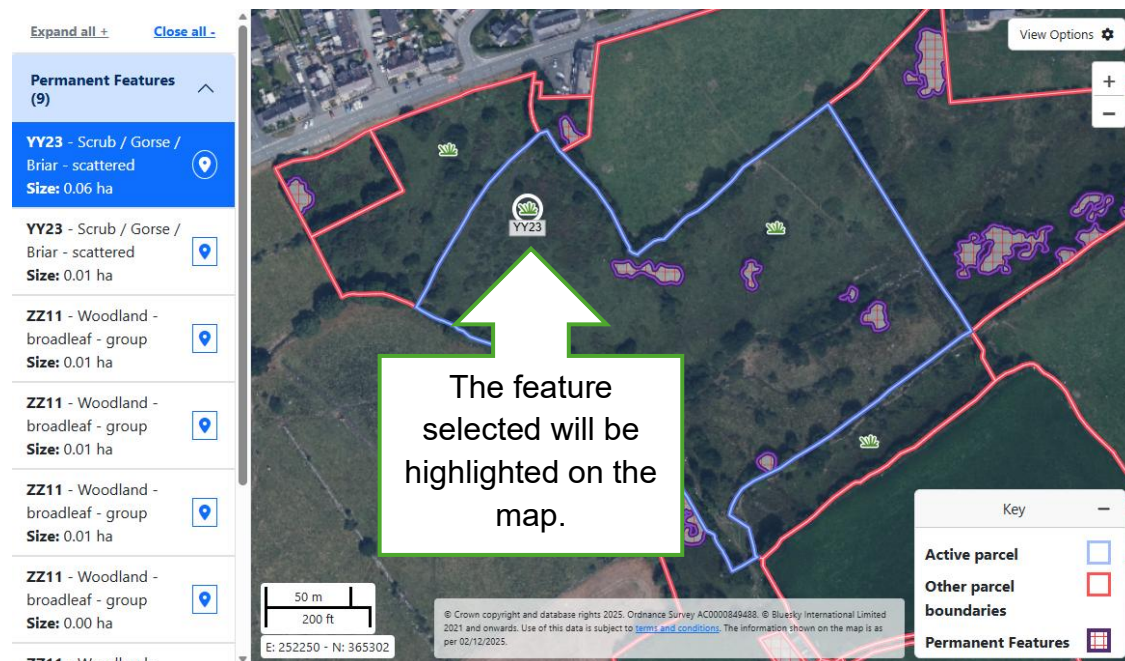 Expand all +
Close all -
Permanent Features
(9)
YY23 - Scrub / Gorse /
Briar - scattered
Size: 0.06 ha
YY23 - Scrub / Gorse /
Briar - scattered
Size: 0.01 ha
ZZ11 - Woodland -
broadleaf - group
Size: 0.01 ha
ZZ11 - Woodland -
broadleaf - group
Size: 0.01 ha
ZZ11 - Woodland -
broadleaf - group
Size: 0.01 ha
ZZ11 - Woodland -
broadleaf - group
Size: 0.00 ha
ZZ11 - Woodland -
View Options
+
−
YY23
The feature
selected will be
highlighted on the
map.
Key −
Active parcel
Other parcel
boundaries
Permanent Features
50 m
200 ft
E: 252250 - N: 365302
© Crown copyright and database rights 2025. Ordnance Survey AC0000849488. © Bluesky International Limited
2021 and onwards. Use of this data is subject to terms and conditions. The information shown on the map is as
per 02/12/2025.